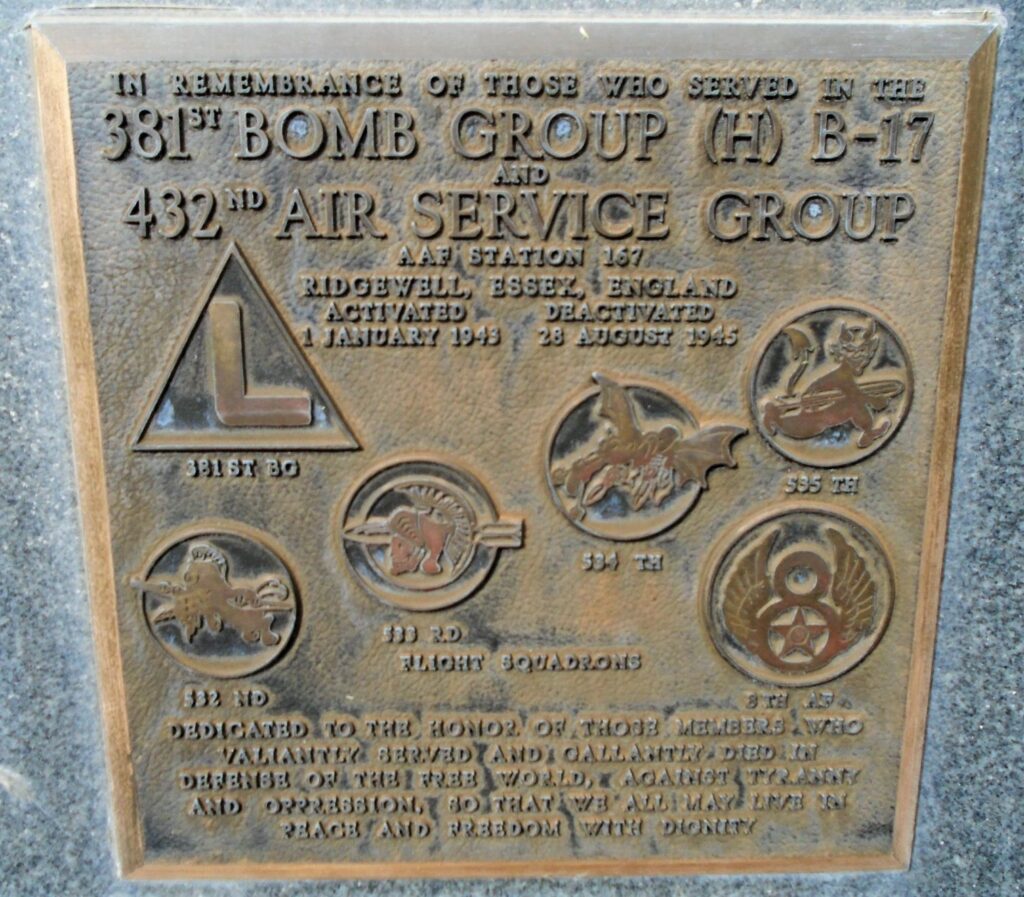 IN REMEMBRANCE OF THOSE WHO SERVED IN THE
381ST BOMB GROUP (H) B-17
AND
432ND AIR SERVICE GROUP
AAF STATION 167
RIDGEWELL, ESSEX, ENGLAND
ACTIVATED DEACTIVATED
1 JANUARY 1943 28 AUGUST 1945
L
381ST BG
535 TH
534 TH
533 RD
FLIGHT SQUADRONS
532 ND
8 TH AF
DEDICATED TO THE HONOR OF THOSE MEMBERS WHO
VALIANTLY SERVED AND GALLANTLY DIED IN
DEFENSE OF THE FREE WORLD, AGAINST TYRANNY
AND OPPRESSION, SO THAT WE ALL MAY LIVE IN
PEACE AND FREEDOM WITH DIGNITY